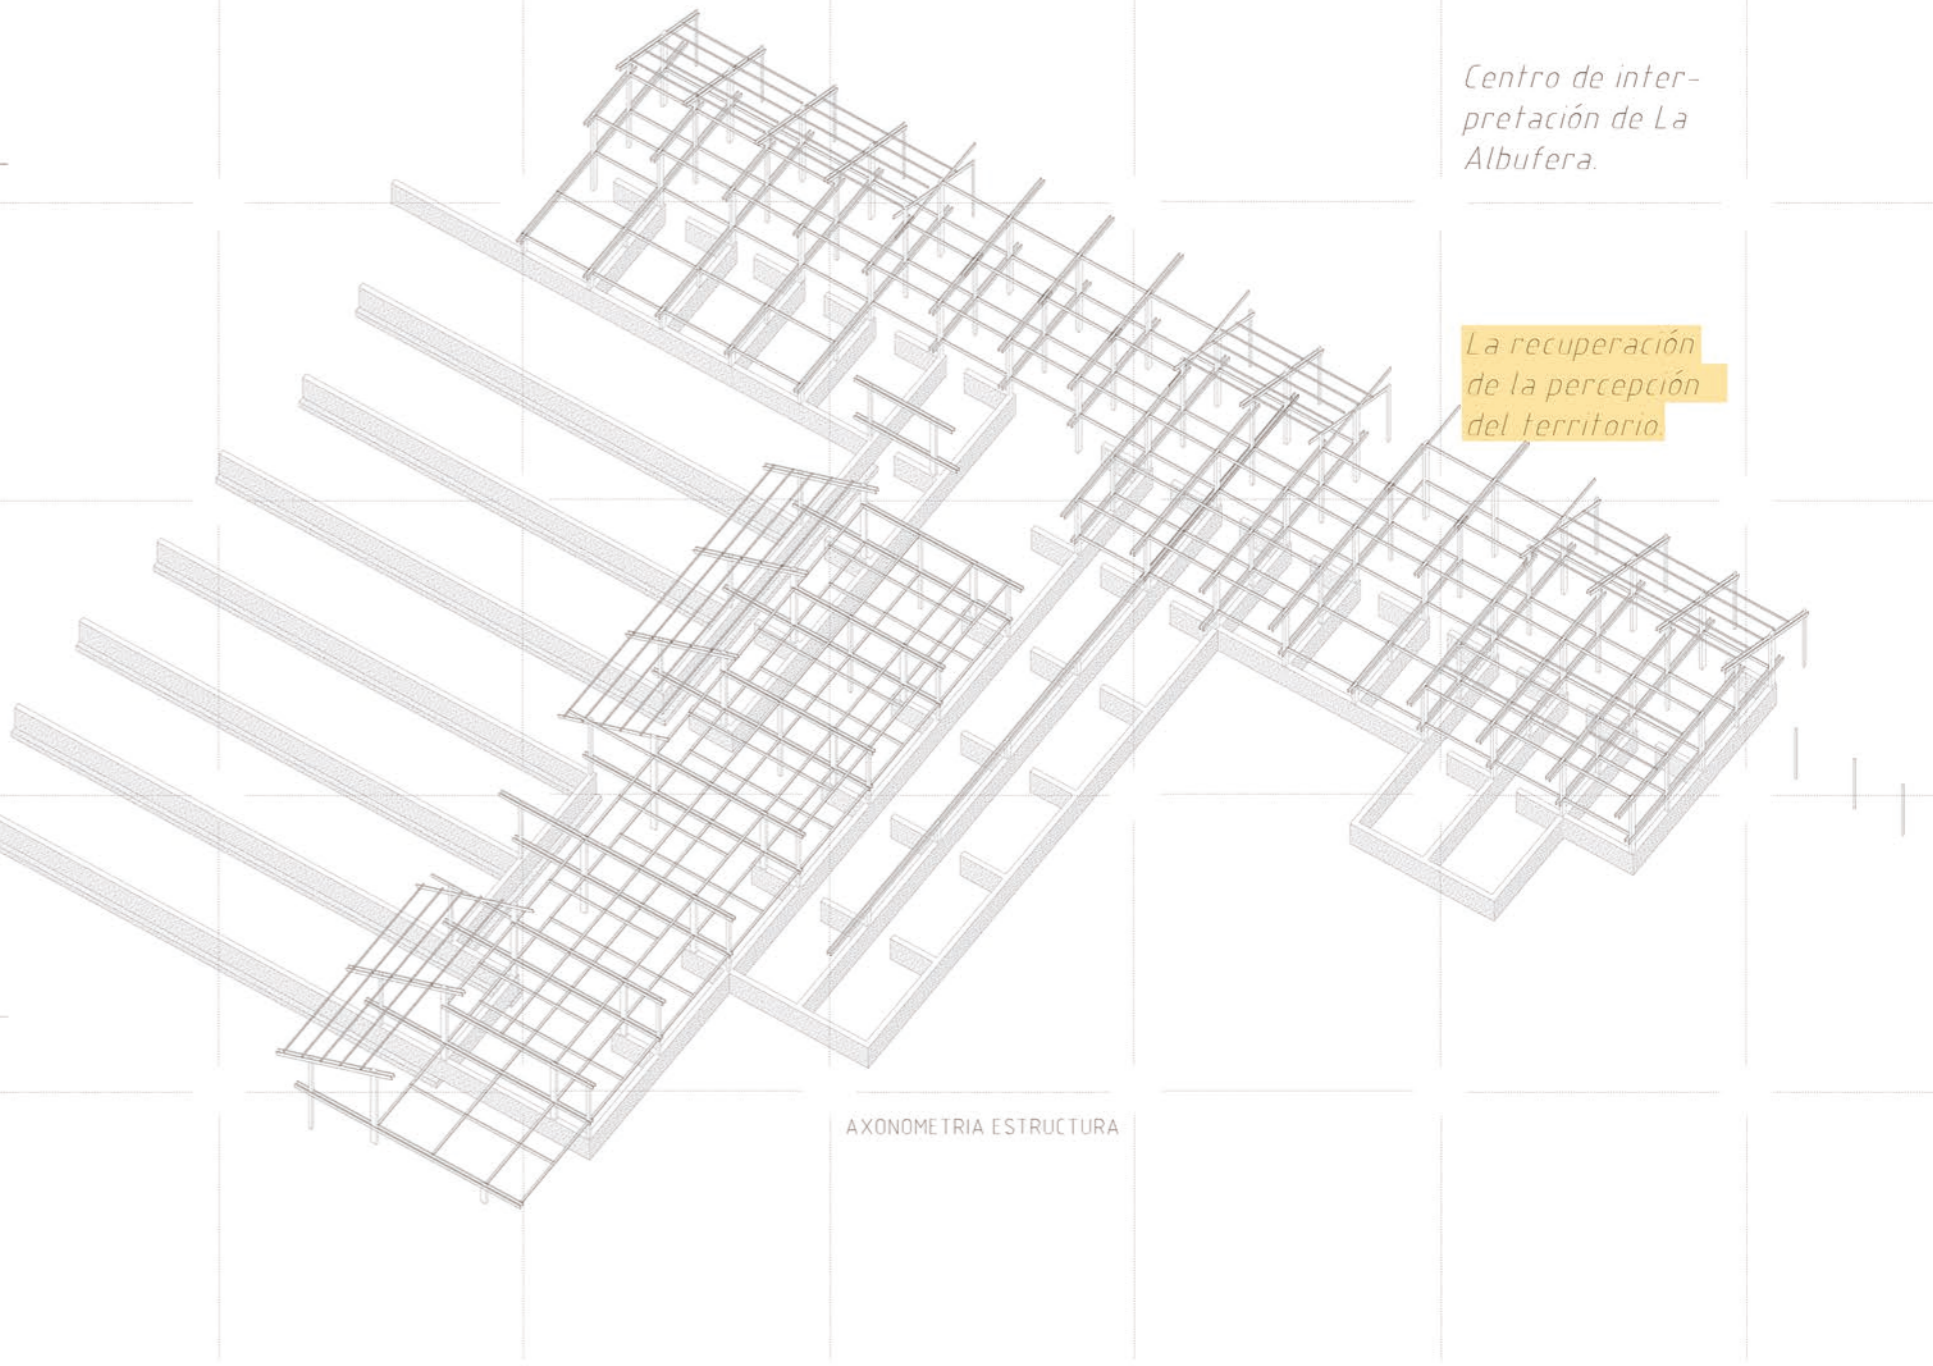 Centro de inter-
pretación de La
Albufera.
La recuperación
de la percepción
del territorio.
AXONOMETRIA ESTRUCTURA